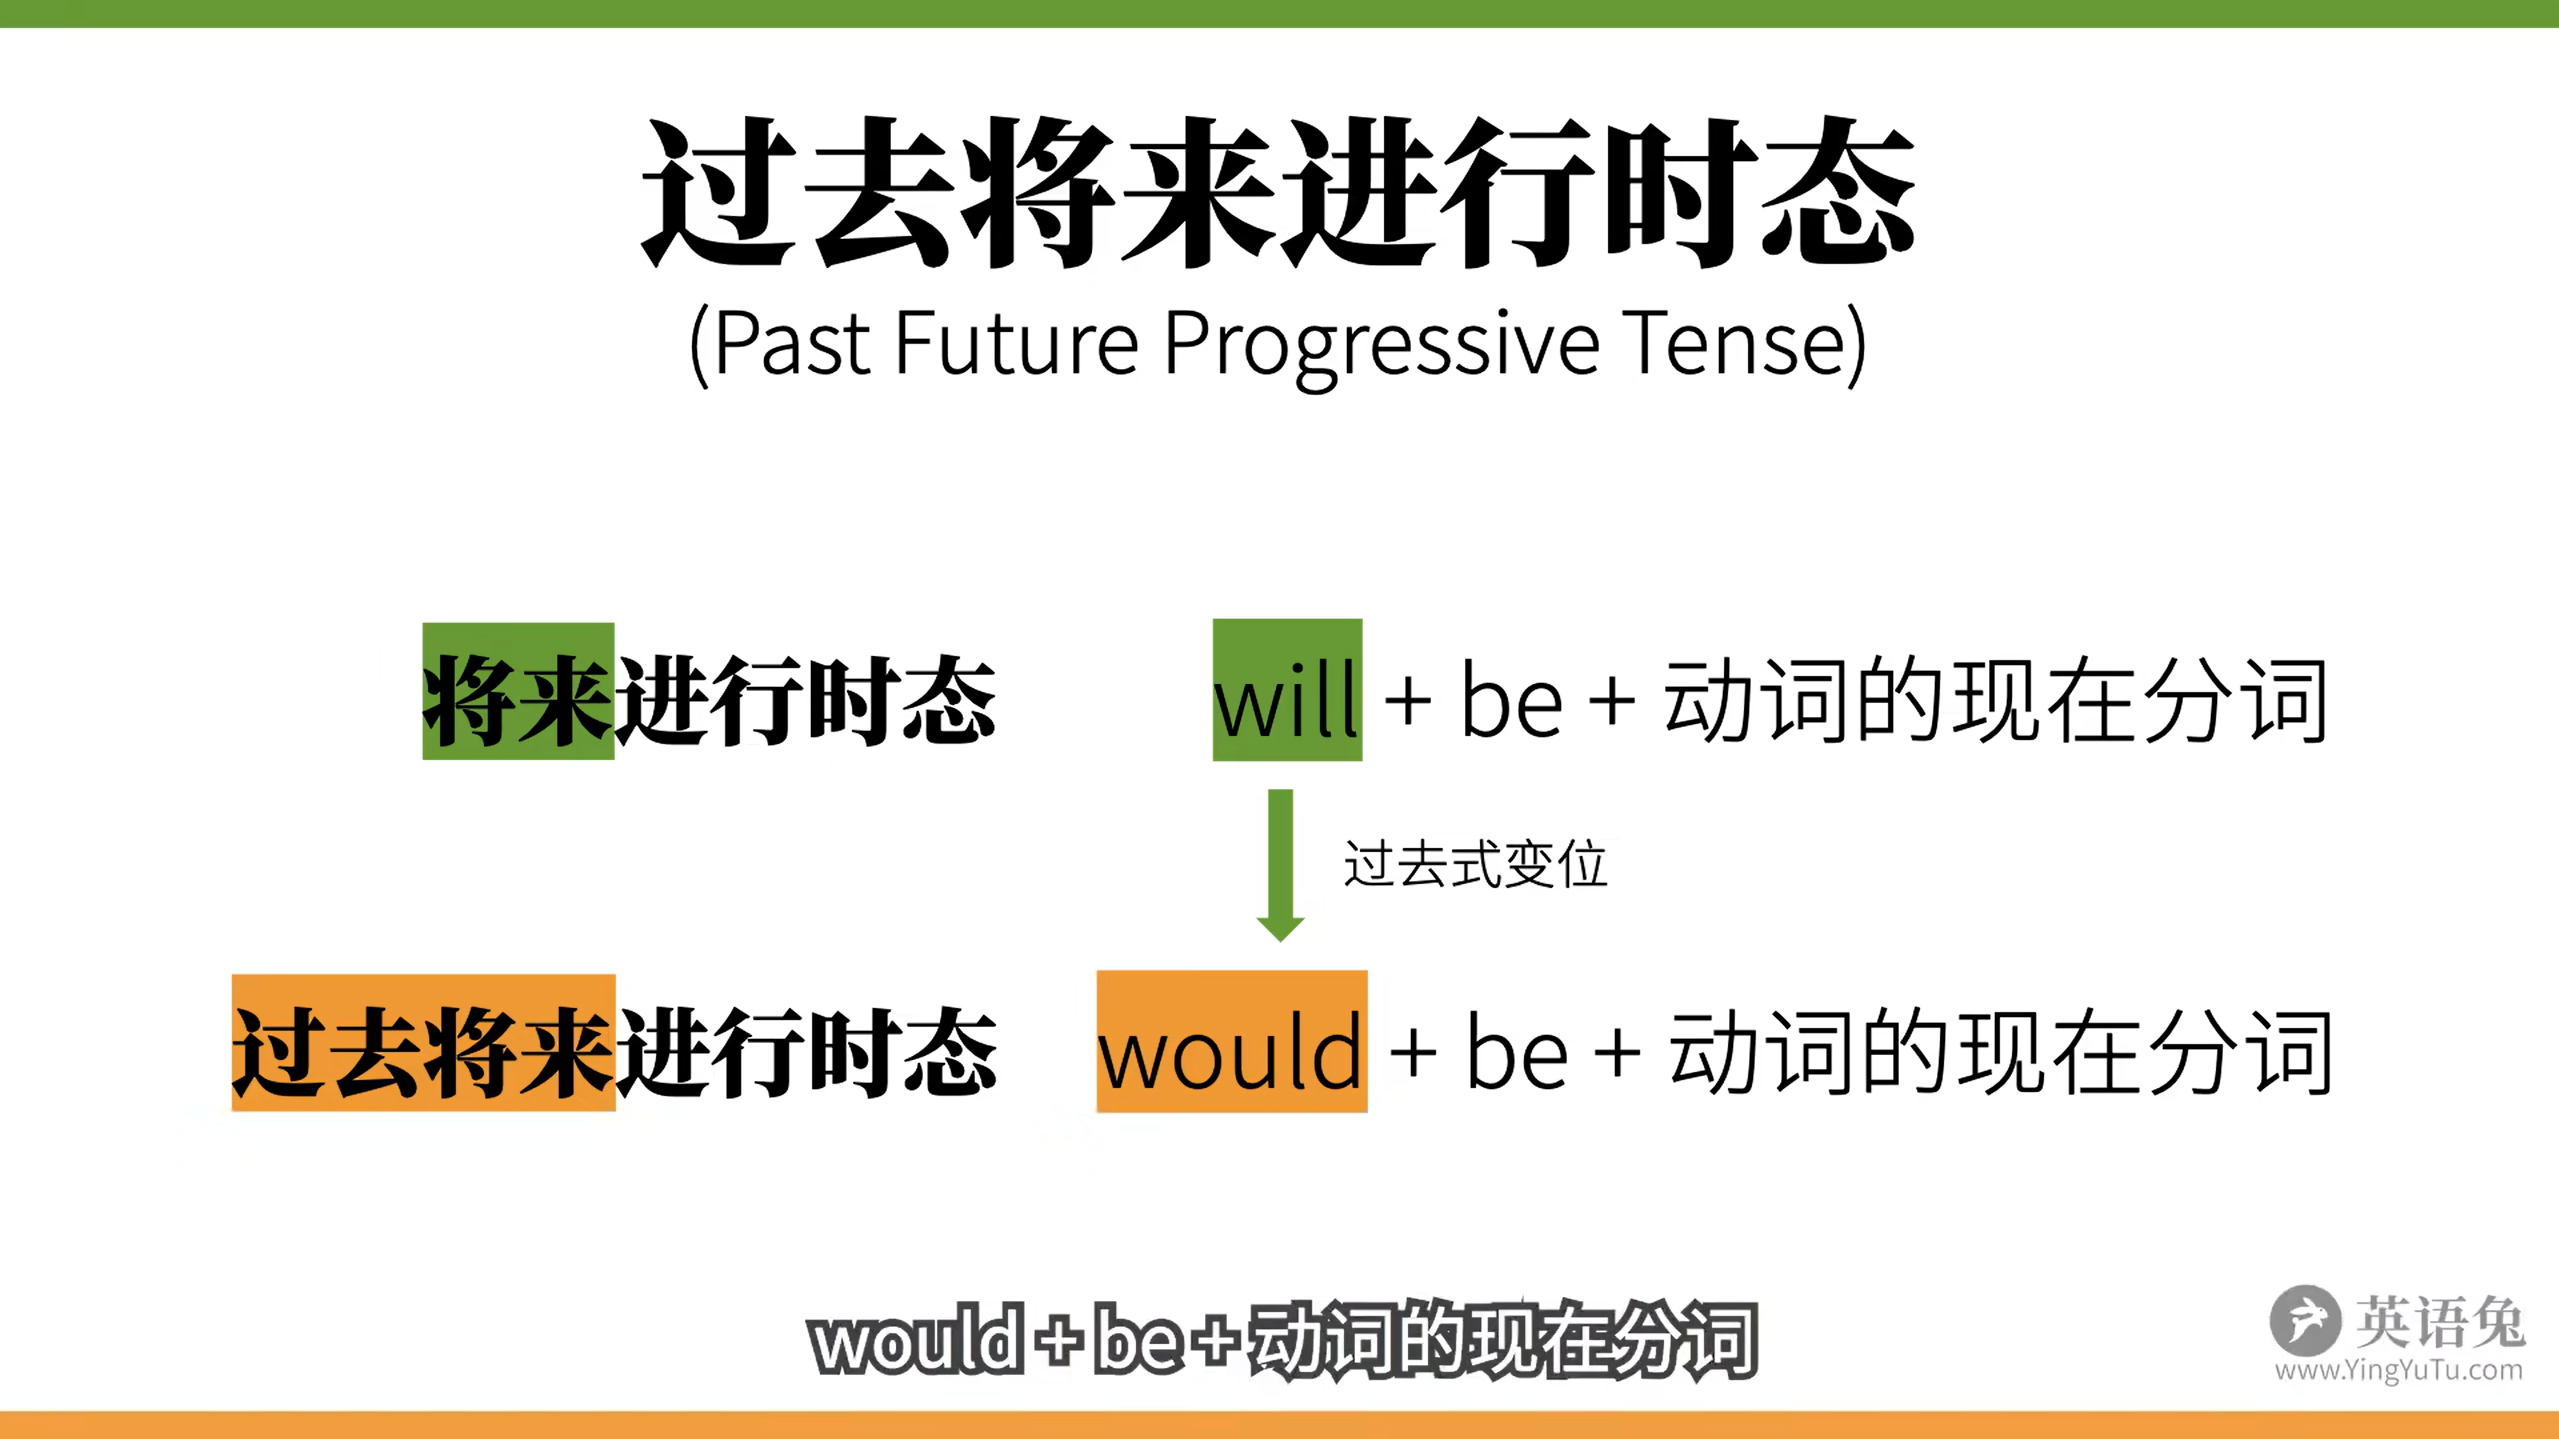 过去将来进行时态
(Past Future Progressive Tense)
将来进行时态 will + be + 动词的现在分词
过去式变位
过去将来进行时态 would + be + 动词的现在分词
would + be + 动词的现在分词
英语兔
www.YingYuTu.com